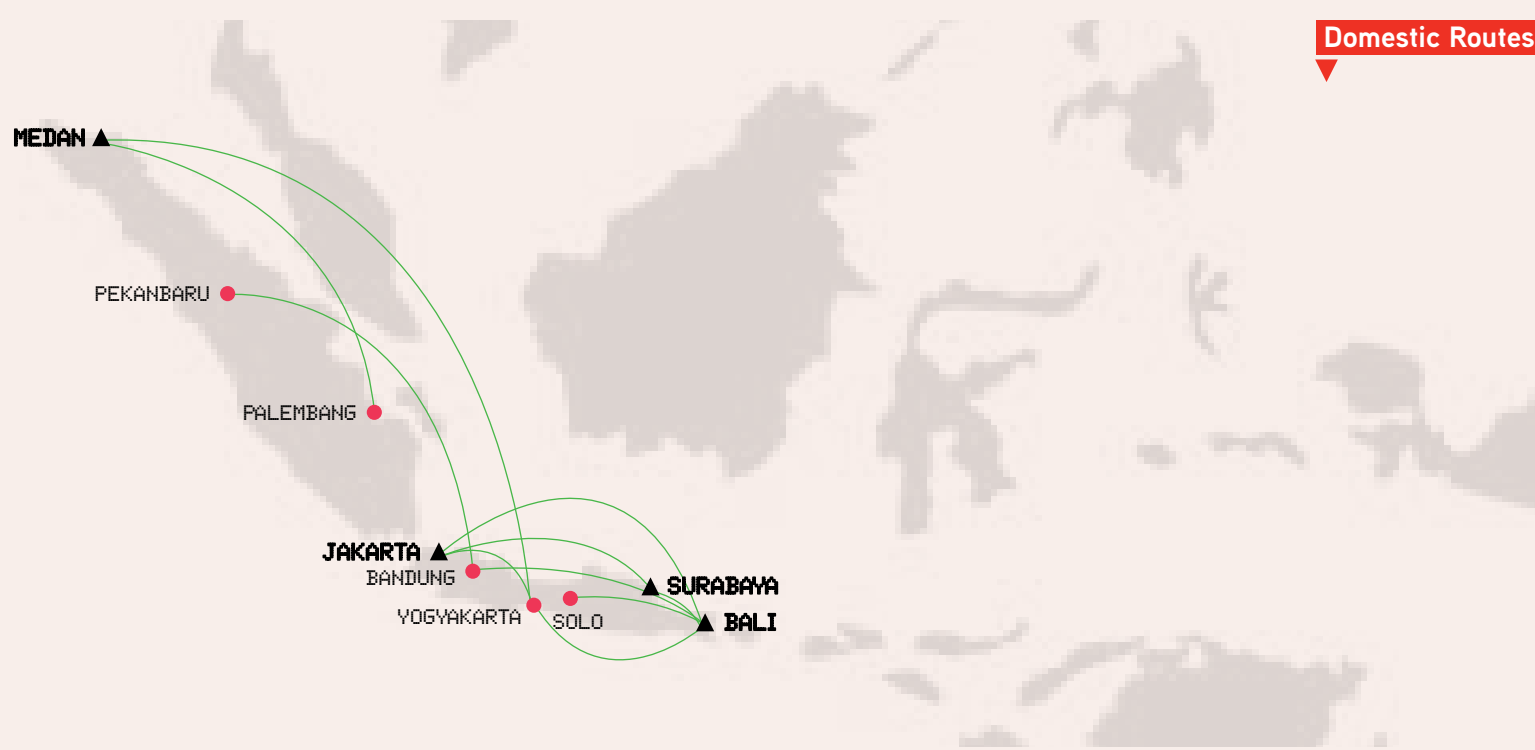 Domestic Routes
MEDAN
PEKANBARU
PALEMBANG
JAKARTA
BANDUNG
SURABAYA
YOGYAKARTA
SOLO
BALI